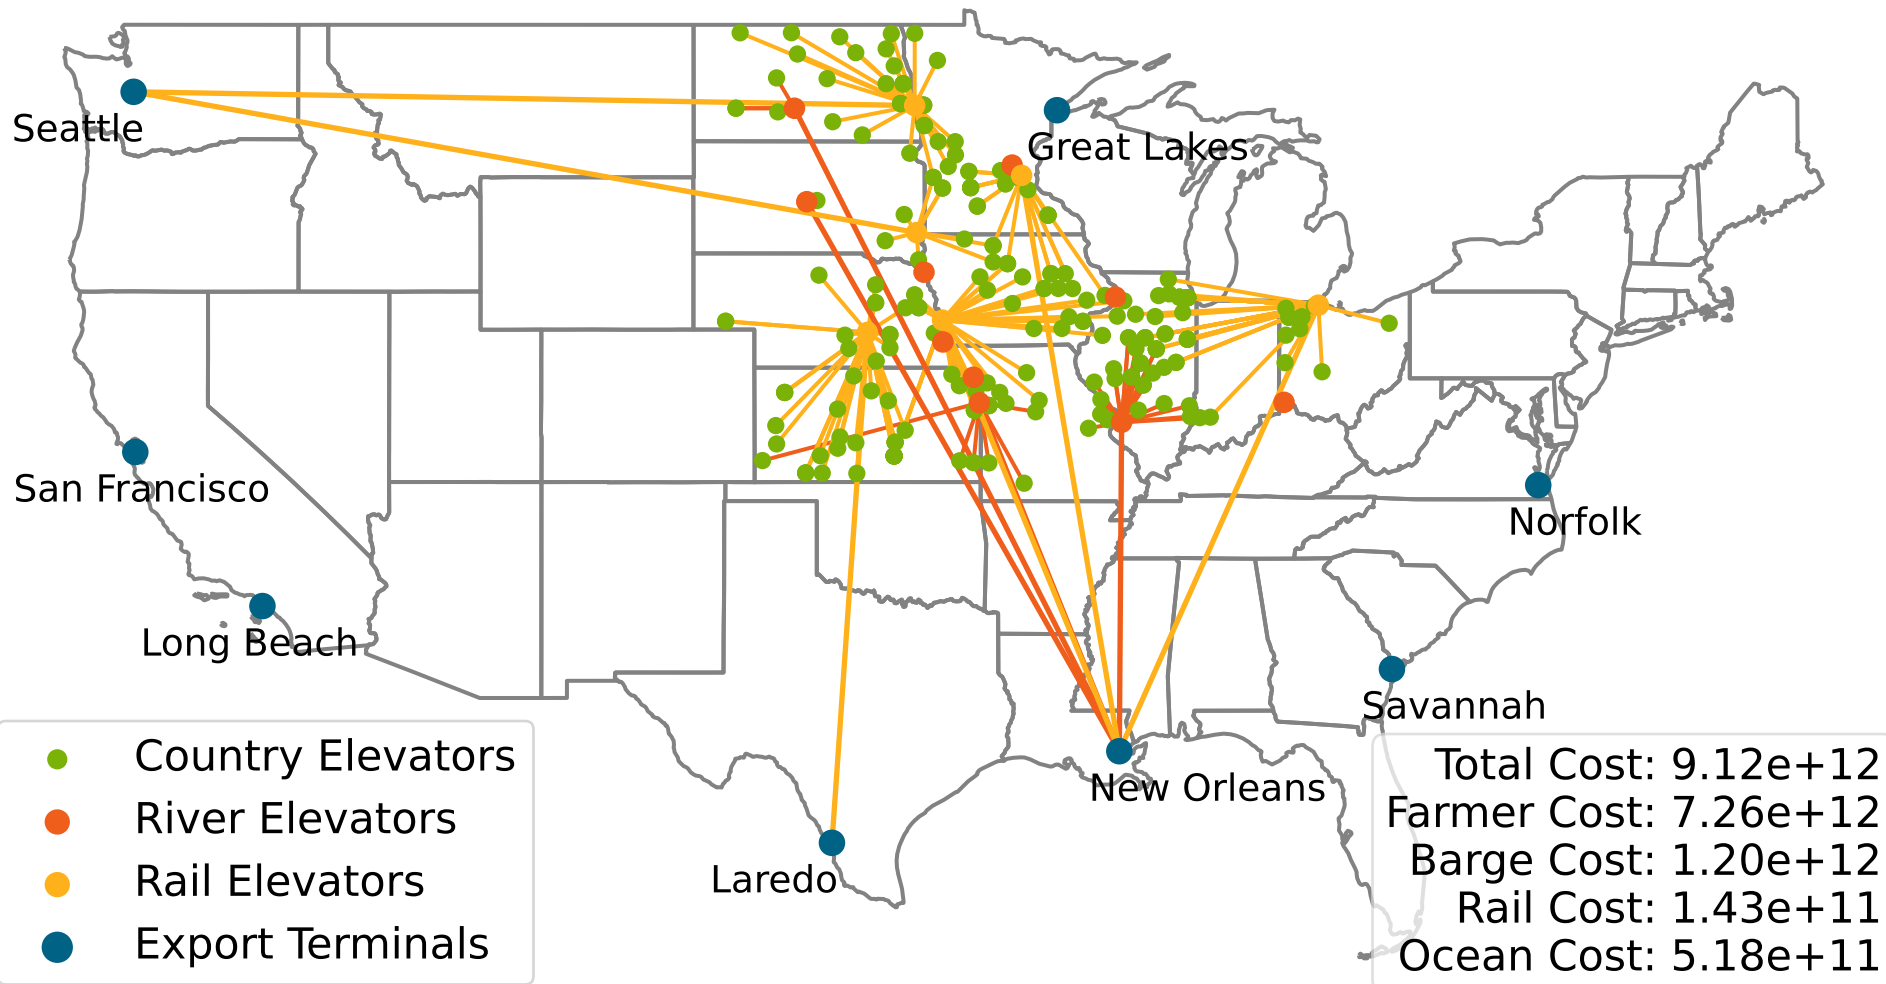 Seattle
Great Lakes
San Francisco
Norfolk
Long Beach
Savannah
New Orleans
Laredo
Country Elevators
River Elevators
Rail Elevators
Export Terminals
Total Cost: 9.12e+12
Farmer Cost: 7.26e+12
Barge Cost: 1.20e+12
Rail Cost: 1.43e+11
Ocean Cost: 5.18e+11